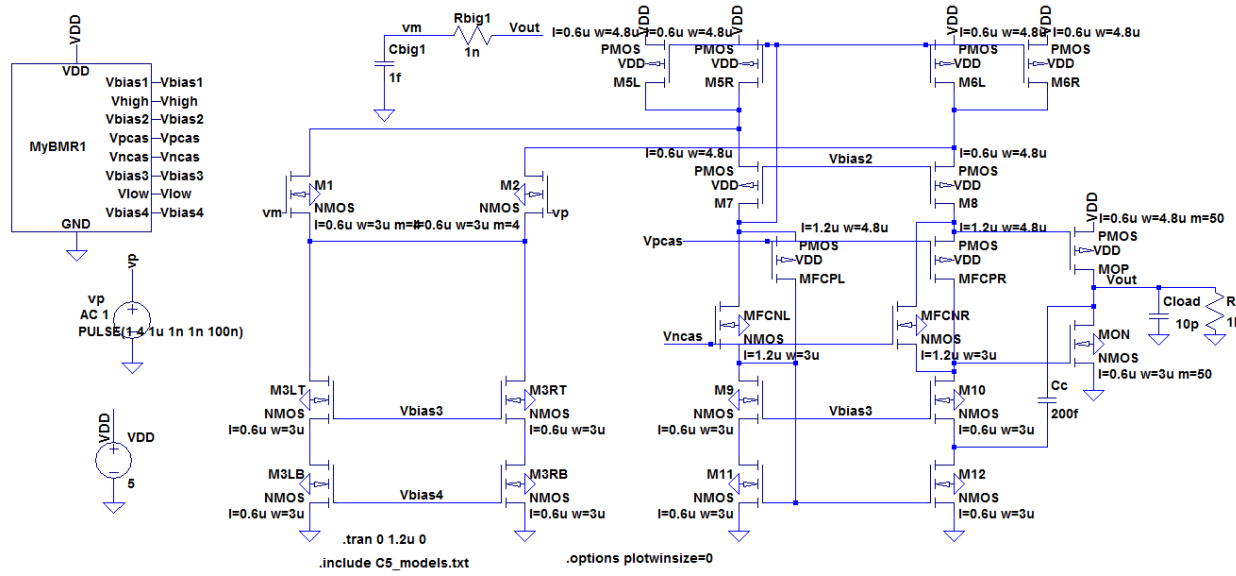 VDD
VDD
Vbias1
Vbias1
Vhigh
Vhigh
Vbias2
Vbias2
Vpcas
Vpcas
MyBMR1
Vncas
Vncas
Vbias3
Vbias3
Vlow
Vlow
Vbias4
Vbias4
GND
vp
vp
AC 1
PULSE(1 4 1u 1n 1n 100n)
VDD
VDD
5
vm
Rbig1
Vout
Cbig1
1n
1f
l=0.6u w=4.8u
VDD
PMOS
VDD
M5L
l=0.6u w=4.8u
VDD
PMOS
VDD
M5R
l=0.6u w=4.8u
VDD
PMOS
VDD
M6L
VDD
l=0.6u w=4.8u
PMOS
VDD
M6R
l=0.6u w=4.8u
PMOS
VDD
M7
Vbias2
l=0.6u w=4.8u
PMOS
VDD
M8
M1
NMOS
vm
l=0.6u w=3u m=4
M2
NMOS
vp
l=0.6u w=3u m=4
Vpcas
l=1.2u w=4.8u
PMOS
VDD
MFCPL
l=1.2u w=4.8u
PMOS
VDD
MFCPR
VDD
l=0.6u w=4.8u m=50
PMOS
VDD
MOP
Vout
Cload
10p
R
MFCNL
NMOS
l=1.2u w=3u
Vncas
MFCNR
NMOS
l=1.2u w=3u
MON
NMOS
l=0.6u w=3u m=50
Cc
200f
M3LT
NMOS
l=0.6u w=3u
Vbias3
M3RT
NMOS
l=0.6u w=3u
M9
NMOS
l=0.6u w=3u
Vbias3
M10
NMOS
l=0.6u w=3u
M3LB
NMOS
l=0.6u w=3u
Vbias4
M3RB
NMOS
l=0.6u w=3u
M11
NMOS
l=0.6u w=3u
M12
NMOS
l=0.6u w=3u
.tran 0 1.2u 0
.include C5_models.txt
.options plotwinsize=0